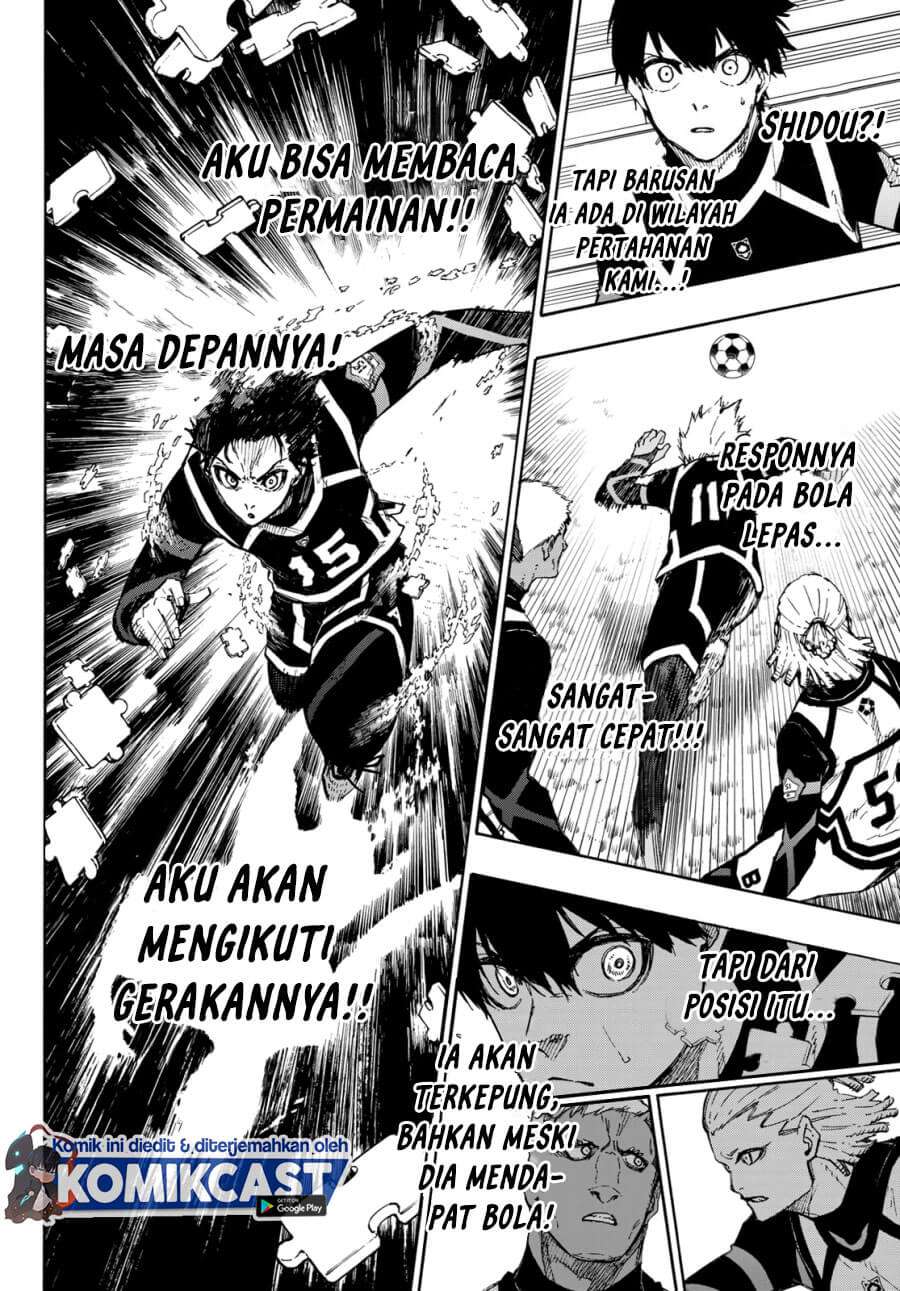 SHIDOU?!
TAPI BARUSAN
IA ADA DI WILAYAH
PERTAHANAN
KAMI...!
11
RESPONNYA
PADA BOLA
LEPAS...
SANGAT-
SANGAT CEPAT!!!
5
B
TAPI DARI
POSISI ITU...
IA AKAN
TERKEPUNG,
BAHKAN MESKI
DIA MENDA-
PAT BOLA!
AKU BISA MEMBACA
PERMAINAN!!
MASA DEPANNYA!
15
AKU AKAN
MENGIKUTI
GERAKANNYA!!
Komik ini diedit & diterjemahkan oleh
KOMIKCAST
GET IT ON
Google Play